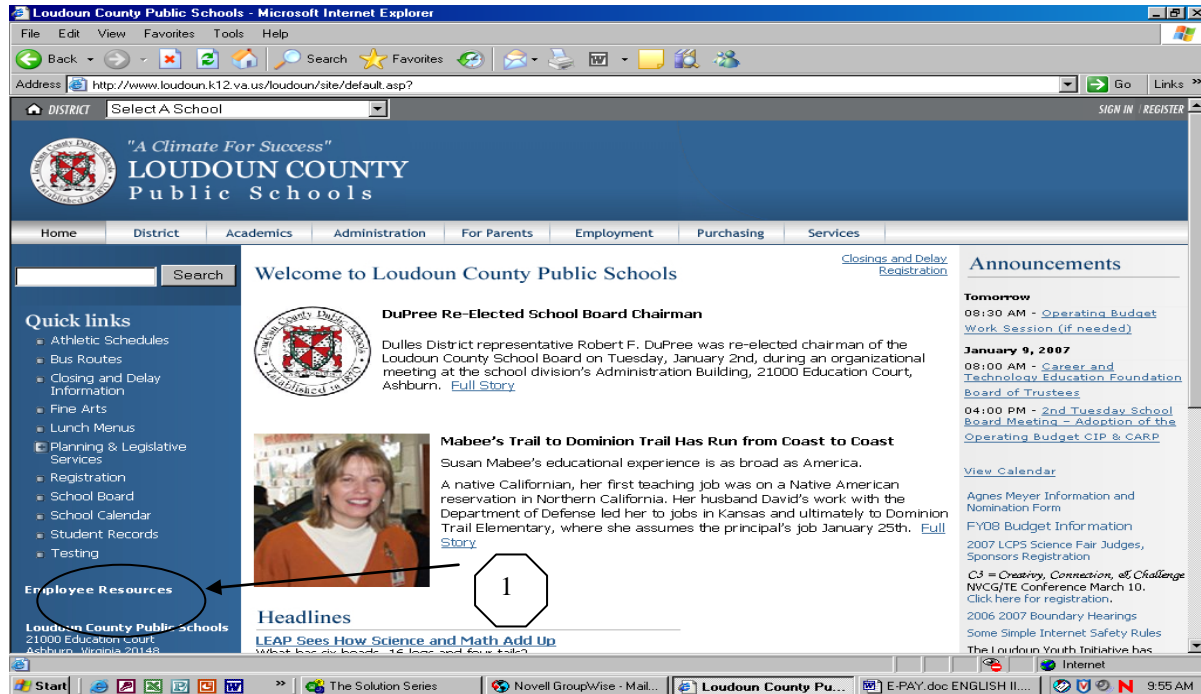 Loudoun County Public Schools - Microsoft Internet Explorer
File Edit View Favorites Tools Help
Back Search Favorites
Address http://www.loudoun.k12.va.us/loudoun/site/default.asp? Go Links »
DISTRICT Select A School SIGN IN | REGISTER
"A Climate For Success"
LOUDOUN COUNTY
Public Schools
Home District Academics Administration For Parents Employment Purchasing Services
Search
Quick links
Athletic Schedules
Bus Routes
Closing and Delay
Information
Fine Arts
Lunch Menus
Planning & Legislative
Services
Registration
School Board
School Calendar
Student Records
Testing
Employee Resources
Loudoun County Public Schools
21000 Education Court
Ashburn, Virginia 20148
Welcome to Loudoun County Public Schools
Closings and Delay
Registration
DuPree Re-Elected School Board Chairman
Dulles District representative Robert F. DuPree was re-elected chairman of the
Loudoun County School Board on Tuesday, January 2nd, during an organizational
meeting at the school division's Administration Building, 21000 Education Court,
Ashburn. Full Story
Mabee's Trail to Dominion Trail Has Run from Coast to Coast
Susan Mabee's educational experience is as broad as America.
A native Californian, her first teaching job was on a Native American
reservation in Northern California. Her husband David's work with the
Department of Defense led her to jobs in Kansas and ultimately to Dominion
Trail Elementary, where she assumes the principal's job January 25th. Full
Story
1
Headlines
LEAP Sees How Science and Math Add Up
What has six heads, 16 legs and four tails?
Announcements
Tomorrow
08:30 AM - Operating Budget
Work Session (if needed)
January 9, 2007
08:00 AM - Career and
Technology Education Foundation
Board of Trustees
04:00 PM - 2nd Tuesday School
Board Meeting – Adoption of the
Operating Budget CIP & CARP
View Calendar
Agnes Meyer Information and
Nomination Form
FY08 Budget Information
2007 LCPS Science Fair Judges,
Sponsors Registration
C3 = Creativy, Connection, & Challenge
NVCG/TE Conference March 10.
Click here for registration.
2006 2007 Boundary Hearings
Some Simple Internet Safety Rules
The Loudoun Youth Initiative has
Internet
Start » The Solution Series Novell GroupWise - Mail... Loudoun County Pu... E-PAY.doc ENGLISH II.... 9:55 AM